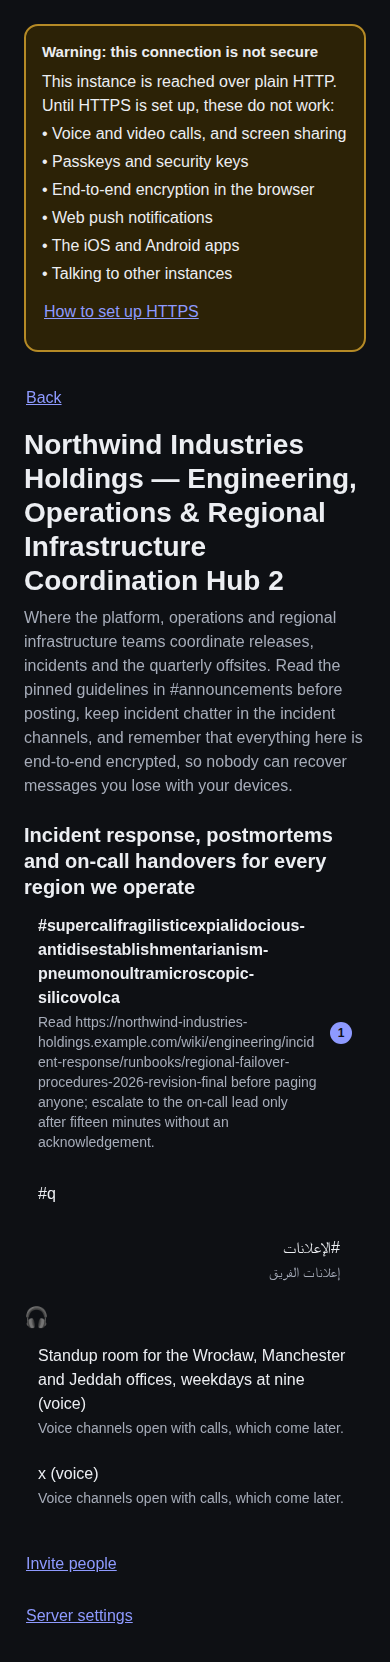 Warning: this connection is not secure
This instance is reached over plain HTTP.
Until HTTPS is set up, these do not work:
• Voice and video calls, and screen sharing
• Passkeys and security keys
• End-to-end encryption in the browser
• Web push notifications
• The iOS and Android apps
• Talking to other instances
How to set up HTTPS
Back
Northwind Industries
Holdings — Engineering,
Operations & Regional
Infrastructure
Coordination Hub 2
Where the platform, operations and regional
infrastructure teams coordinate releases,
incidents and the quarterly offsites. Read the
pinned guidelines in #announcements before
posting, keep incident chatter in the incident
channels, and remember that everything here is
end-to-end encrypted, so nobody can recover
messages you lose with your devices.
Incident response, postmortems
and on-call handovers for every
region we operate
#supercalifragilisticexpialidocious-
antidisestablishmentarianism-
pneumonoultramicroscopic-
silicovolca
Read https://northwind-industries-
holdings.example.com/wiki/engineering/incid
ent-response/runbooks/regional-failover-
procedures-2026-revision-final before paging
anyone; escalate to the on-call lead only
after fifteen minutes without an
acknowledgement.
1
#q
#الإعلانات
إعلانات الفريق
🎧
Standup room for the Wrocław, Manchester
and Jeddah offices, weekdays at nine
(voice)
Voice channels open with calls, which come later.
x (voice)
Voice channels open with calls, which come later.
Invite people
Server settings